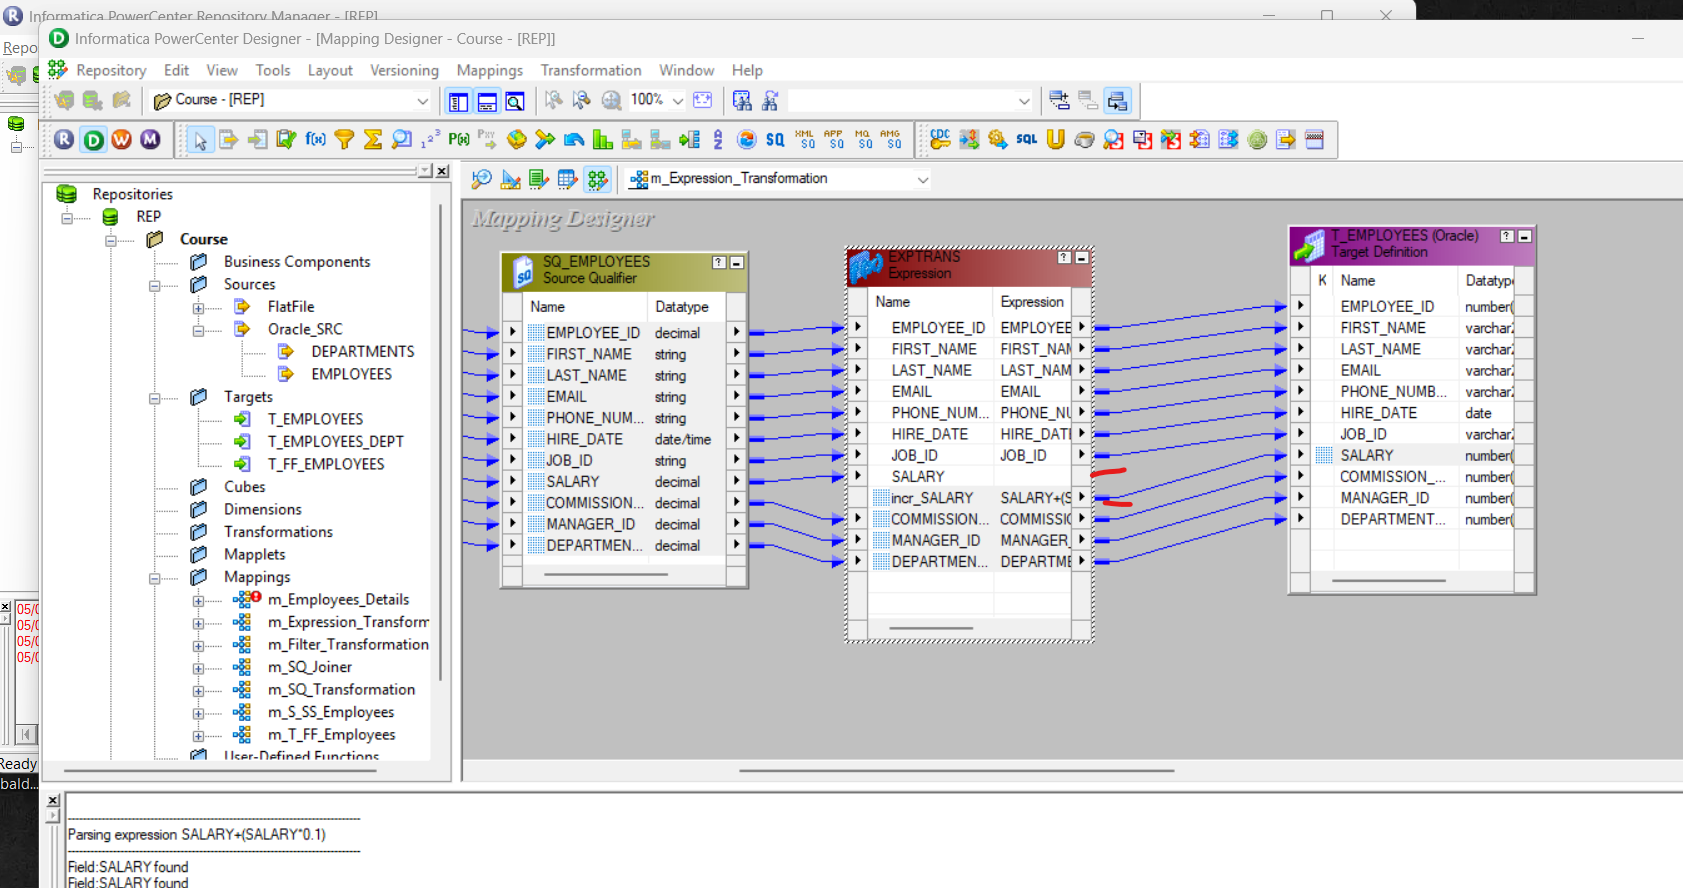 Informatica PowerCenter Repository Manager - [REP]
Informatica PowerCenter Designer - [Mapping Designer - Course - [REP]]
Repo
Repository Edit View Tools Layout Versioning Mappings Transformation Window Help
Course - [REP]
100%
m_Expression_Transformation
Repositories
REP
Course
Business Components
Sources
FlatFile
Oracle_SRC
DEPARTMENTS
EMPLOYEES
Targets
T_EMPLOYEES
T_EMPLOYEES_DEPT
T_FF_EMPLOYEES
Cubes
Dimensions
Transformations
Mapplets
Mappings
m_Employees_Details
m_Expression_Transform
m_Filter_Transformation
m_SQ_Joiner
m_SQ_Transformation
m_S_SS_Employees
m_T_FF_Employees
User-Defined Functions
Mapping Designer
SQ_EMPLOYEES
Source Qualifier
Name Datatype
EMPLOYEE_ID decimal
FIRST_NAME string
LAST_NAME string
EMAIL string
PHONE_NUM... string
HIRE_DATE date/time
JOB_ID string
SALARY decimal
COMMISSION... decimal
MANAGER_ID decimal
DEPARTMEN... decimal
EXPTRANS
Expression
Name Expression
EMPLOYEE_ID EMPLOYEE
FIRST_NAME FIRST_NAM
LAST_NAME LAST_NAM
EMAIL EMAIL
PHONE_NUM... PHONE_NU
HIRE_DATE HIRE_DATI
JOB_ID JOB_ID
SALARY
incr_SALARY SALARY+(S
COMMISSION... COMMISSI
MANAGER_ID MANAGER_
DEPARTMEN... DEPARTME
T_EMPLOYEES (Oracle)
Target Definition
K Name Datatyp
EMPLOYEE_ID number(
FIRST_NAME varchar2
LAST_NAME varchar2
EMAIL varchar2
PHONE_NUMB... varchar2
HIRE_DATE date
JOB_ID varchar2
SALARY number(
COMMISSION_... number(
MANAGER_ID number(
DEPARTMENT... number(
05/0
05/0
05/0
05/0
Ready
bald...
Parsing expression SALARY+(SALARY*0.1)
Field:SALARY found
Field:SALARY found